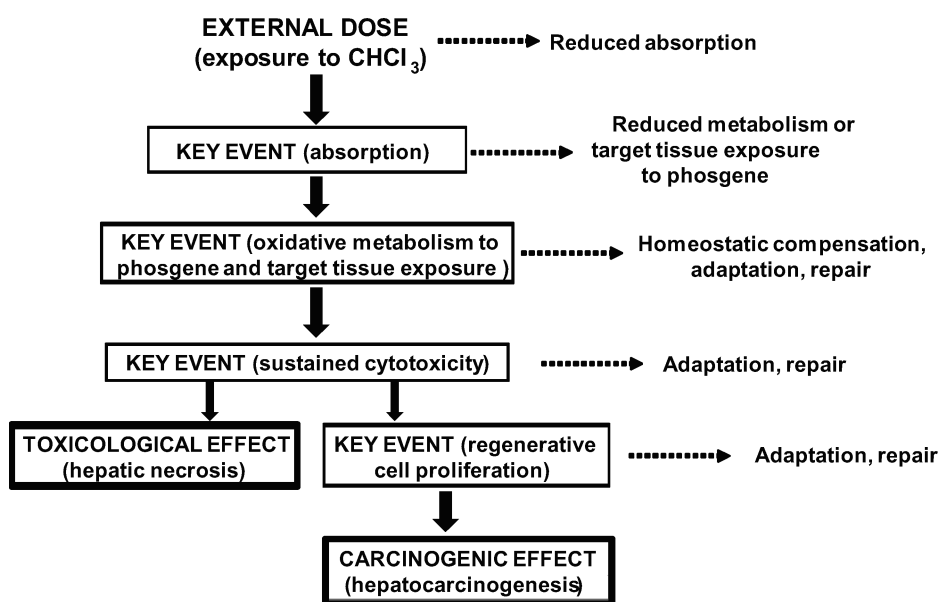 EXTERNAL DOSE
(exposure to CHCl3)
Reduced absorption
KEY EVENT (absorption)
Reduced metabolism or
target tissue exposure
to phosgene
KEY EVENT (oxidative metabolism to
phosgene and target tissue exposure )
Homeostatic compensation,
adaptation, repair
KEY EVENT (sustained cytotoxicity)
Adaptation, repair
TOXICOLOGICAL EFFECT
(hepatic necrosis)
KEY EVENT (regenerative
cell proliferation)
Adaptation, repair
CARCINOGENIC EFFECT
(hepatocarcinogenesis)